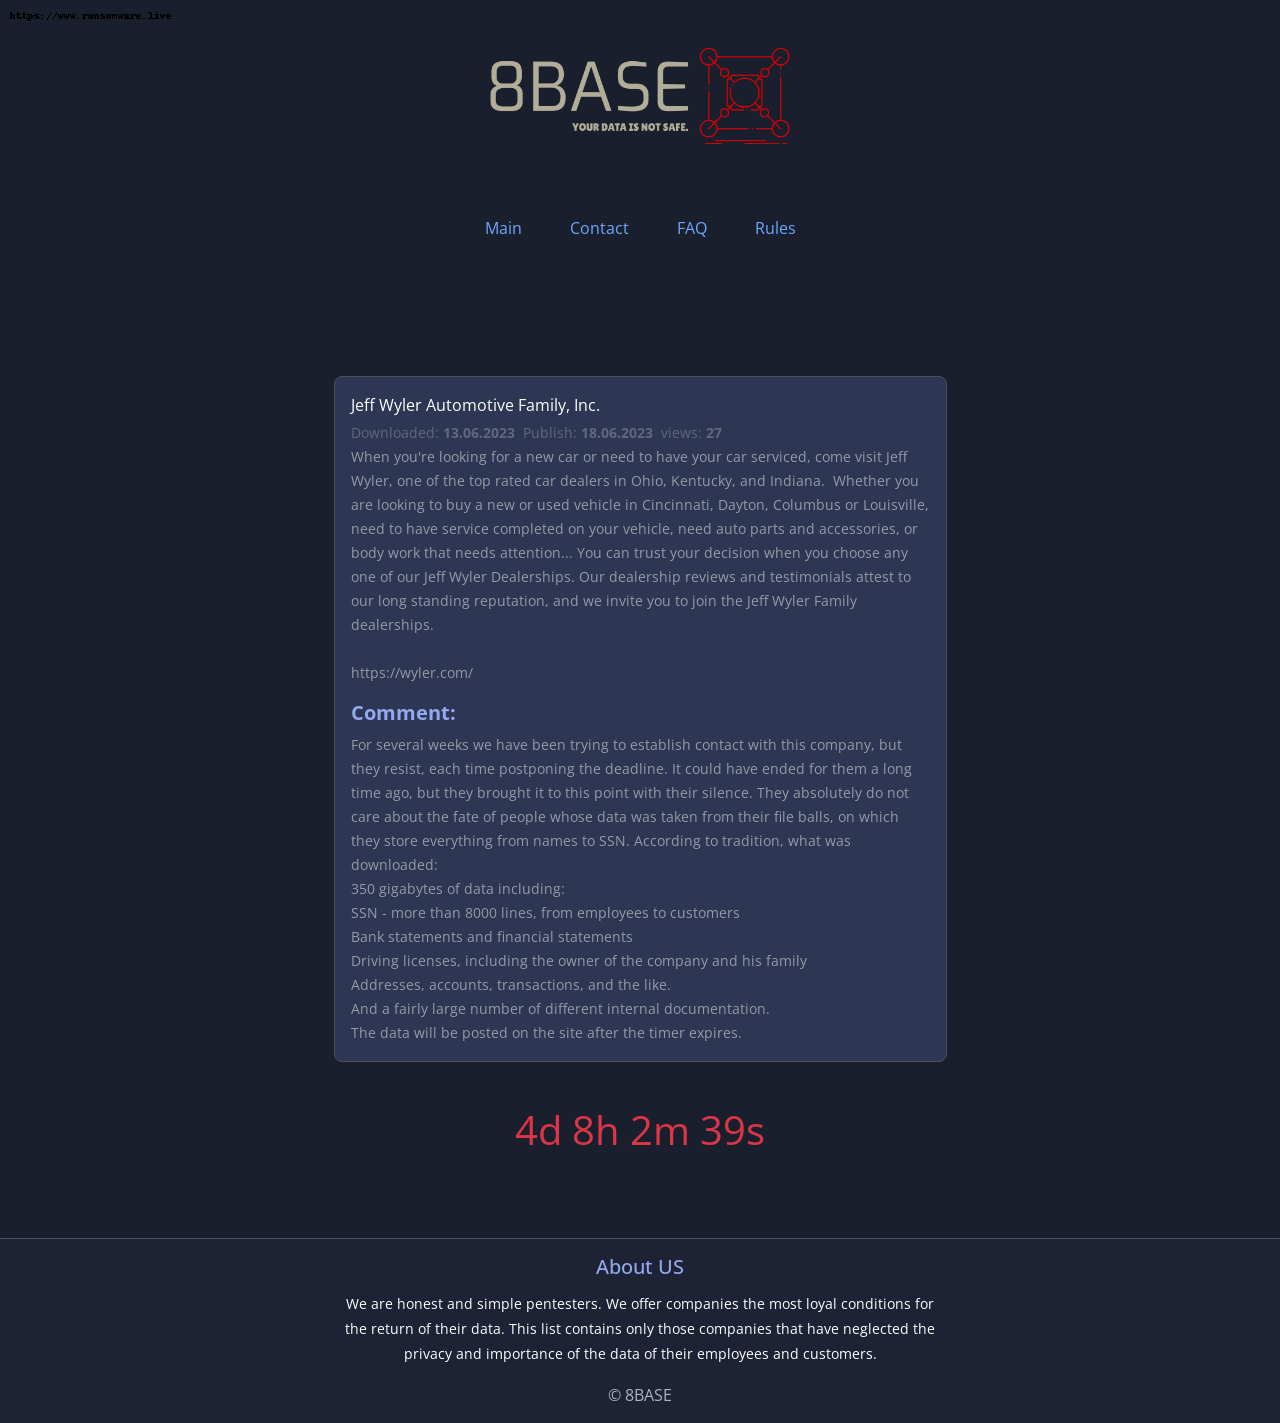 https://www.ransomware.live
8BASE
YOUR DATA IS NOT SAFE.
Main Contact FAQ Rules
Jeff Wyler Automotive Family, Inc.
Downloaded: 13.06.2023 Publish: 18.06.2023 views: 27
When you're looking for a new car or need to have your car serviced, come visit Jeff
Wyler, one of the top rated car dealers in Ohio, Kentucky, and Indiana.  Whether you
are looking to buy a new or used vehicle in Cincinnati, Dayton, Columbus or Louisville,
need to have service completed on your vehicle, need auto parts and accessories, or
body work that needs attention... You can trust your decision when you choose any
one of our Jeff Wyler Dealerships. Our dealership reviews and testimonials attest to
our long standing reputation, and we invite you to join the Jeff Wyler Family
dealerships.
https://wyler.com/
Comment:
For several weeks we have been trying to establish contact with this company, but
they resist, each time postponing the deadline. It could have ended for them a long
time ago, but they brought it to this point with their silence. They absolutely do not
care about the fate of people whose data was taken from their file balls, on which
they store everything from names to SSN. According to tradition, what was
downloaded:
350 gigabytes of data including:
SSN - more than 8000 lines, from employees to customers
Bank statements and financial statements
Driving licenses, including the owner of the company and his family
Addresses, accounts, transactions, and the like.
And a fairly large number of different internal documentation.
The data will be posted on the site after the timer expires.
4d 8h 2m 39s
About US
We are honest and simple pentesters. We offer companies the most loyal conditions for
the return of their data. This list contains only those companies that have neglected the
privacy and importance of the data of their employees and customers.
© 8BASE